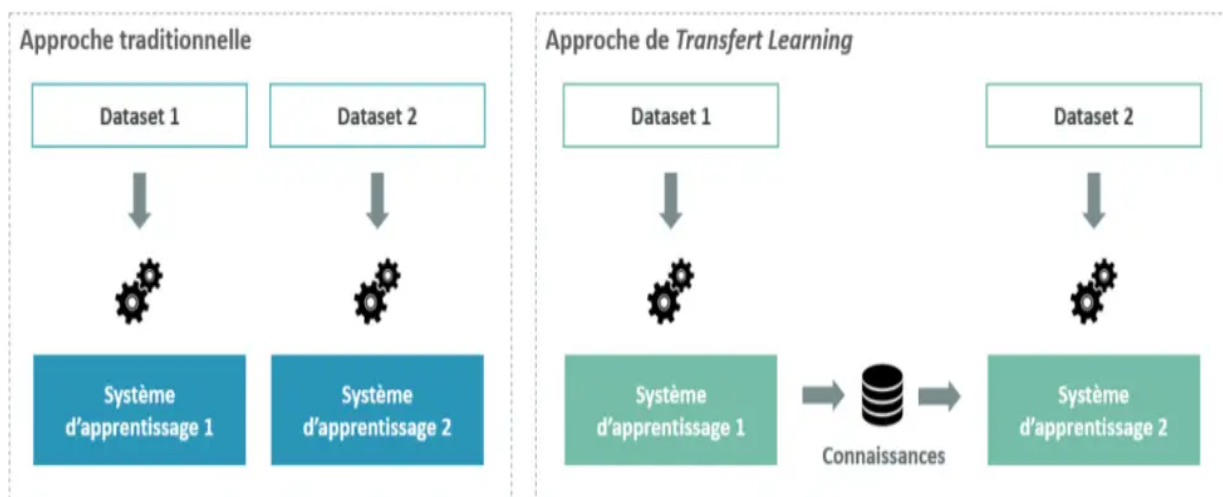 Approche traditionnelle
Dataset 1
Dataset 2
Système
d'apprentissage 1
Système
d'apprentissage 2
Approche de Transfert Learning
Dataset 1
Dataset 2
Système
d'apprentissage 1
Connaissances
Système
d'apprentissage 2